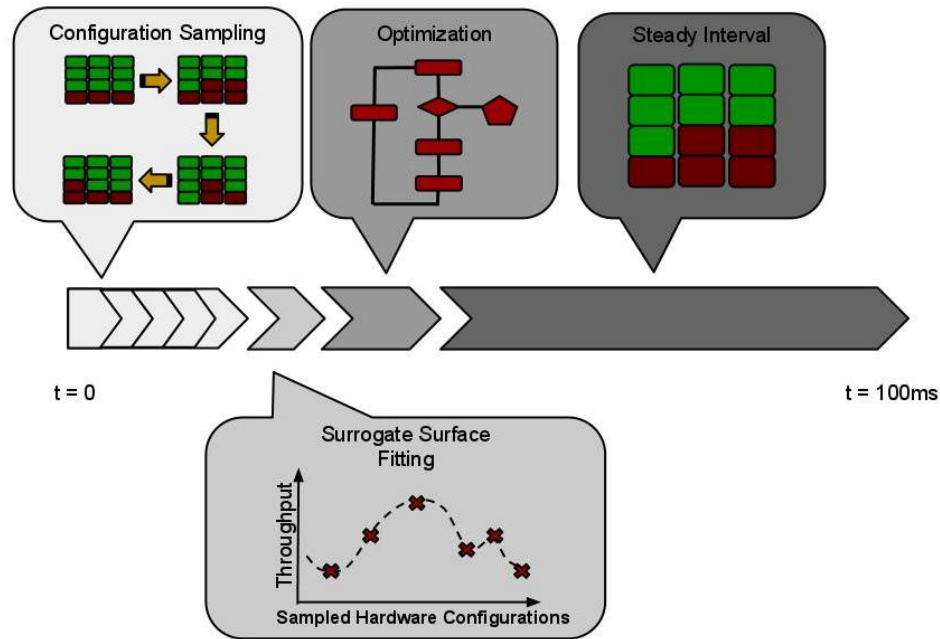 Configuration Sampling
Optimization
Steady Interval
t = 0
t = 100ms
Surrogate Surface
Fitting
Throughput
Sampled Hardware Configurations